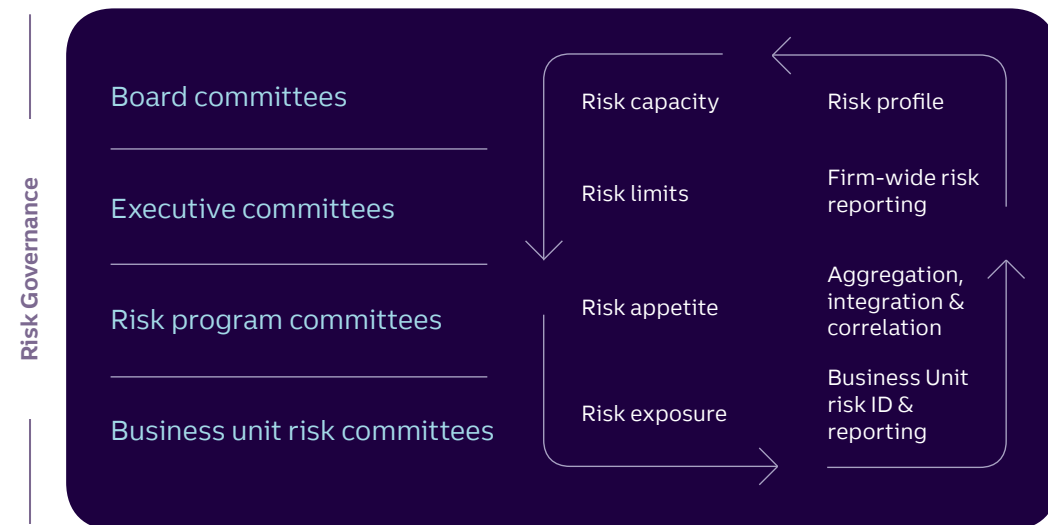 Risk Governance
Board committees
Risk capacity
Risk profile
Executive committees
Risk limits
Firm-wide risk
reporting
Risk program committees
Risk appetite
Aggregation,
integration &
correlation
Business unit risk committees
Risk exposure
Business Unit
risk ID &
reporting